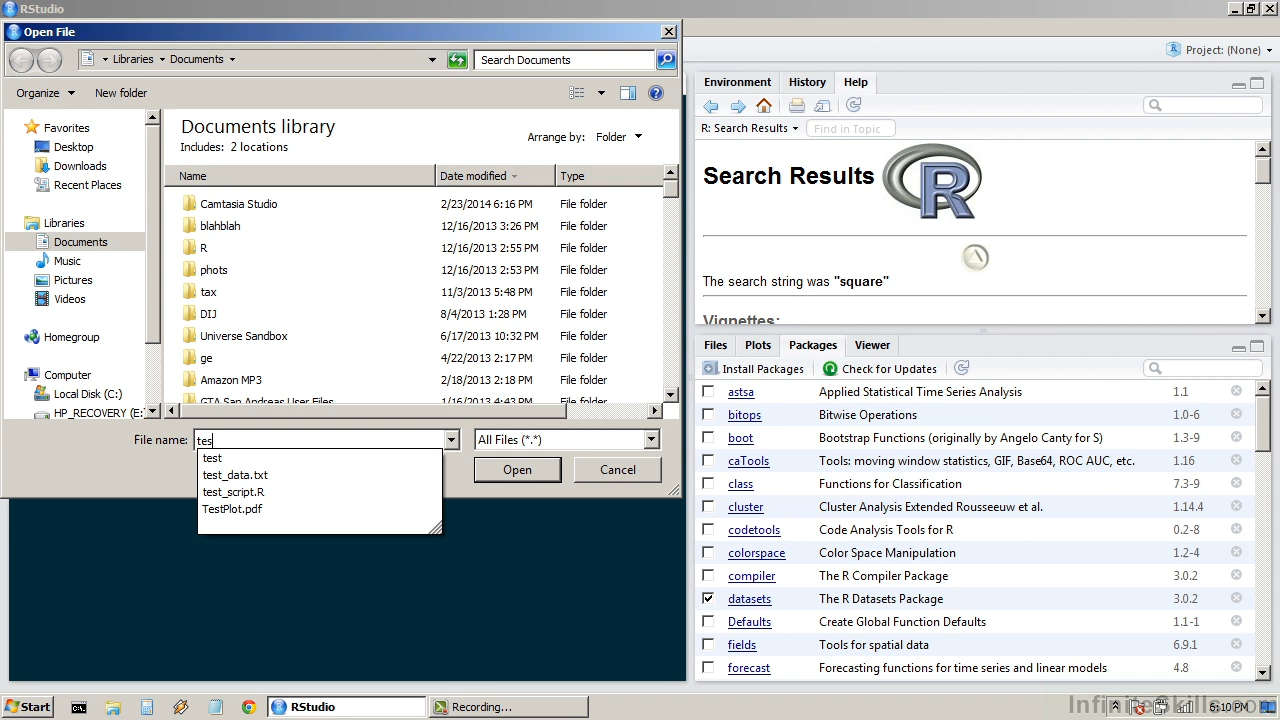 RStudio
Open File
Libraries
Documents
Search Documents
Organize
New folder
Favorites
Desktop
Downloads
Recent Places
Libraries
Documents
Music
Pictures
Videos
Homegroup
Computer
Local Disk (C:)
HP_RECOVERY (E:
Documents library
Includes: 2 locations
Arrange by: Folder
Name Date modified Type
Camtasia Studio 2/23/2014 6:16 PM File folder
blahblah 12/16/2013 3:26 PM File folder
R 12/16/2013 2:55 PM File folder
phots 12/16/2013 2:53 PM File folder
tax 11/3/2013 5:48 PM File folder
DIJ 8/4/2013 1:28 PM File folder
Universe Sandbox 6/17/2013 10:32 PM File folder
ge 4/22/2013 2:17 PM File folder
Amazon MP3 2/18/2013 2:18 PM File folder
GTA San Andreas User Files 1/16/2013 4:43 PM File folder
File name: tes
All Files (*.*)
test
test_data.txt
test_script.R
TestPlot.pdf
Open
Cancel
Project: (None)
Environment History Help
R: Search Results
Find in Topic
Search Results
R
The search string was "square"
Vignettes:
Files Plots Packages Viewer
Install Packages
Check for Updates
astsa Applied Statistical Time Series Analysis 1.1
bitops Bitwise Operations 1.0-6
boot Bootstrap Functions (originally by Angelo Canty for S) 1.3-9
caTools Tools: moving window statistics, GIF, Base64, ROC AUC, etc. 1.16
class Functions for Classification 7.3-9
cluster Cluster Analysis Extended Rousseeuw et al. 1.14.4
codetools Code Analysis Tools for R 0.2-8
colorspace Color Space Manipulation 1.2-4
compiler The R Compiler Package 3.0.2
datasets The R Datasets Package 3.0.2
Defaults Create Global Function Defaults 1.1-1
fields Tools for spatial data 6.9.1
forecast Forecasting functions for time series and linear models 4.8
Start
RStudio
Recording...
6:10 PM